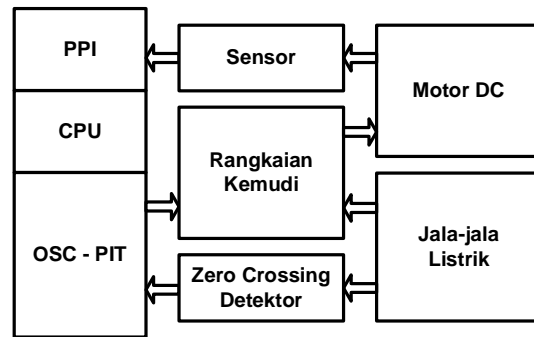 PPI
Sensor
Motor DC
CPU
Rangkaian
Kemudi
OSC - PIT
Jala-jala
Listrik
Zero Crossing
Detektor